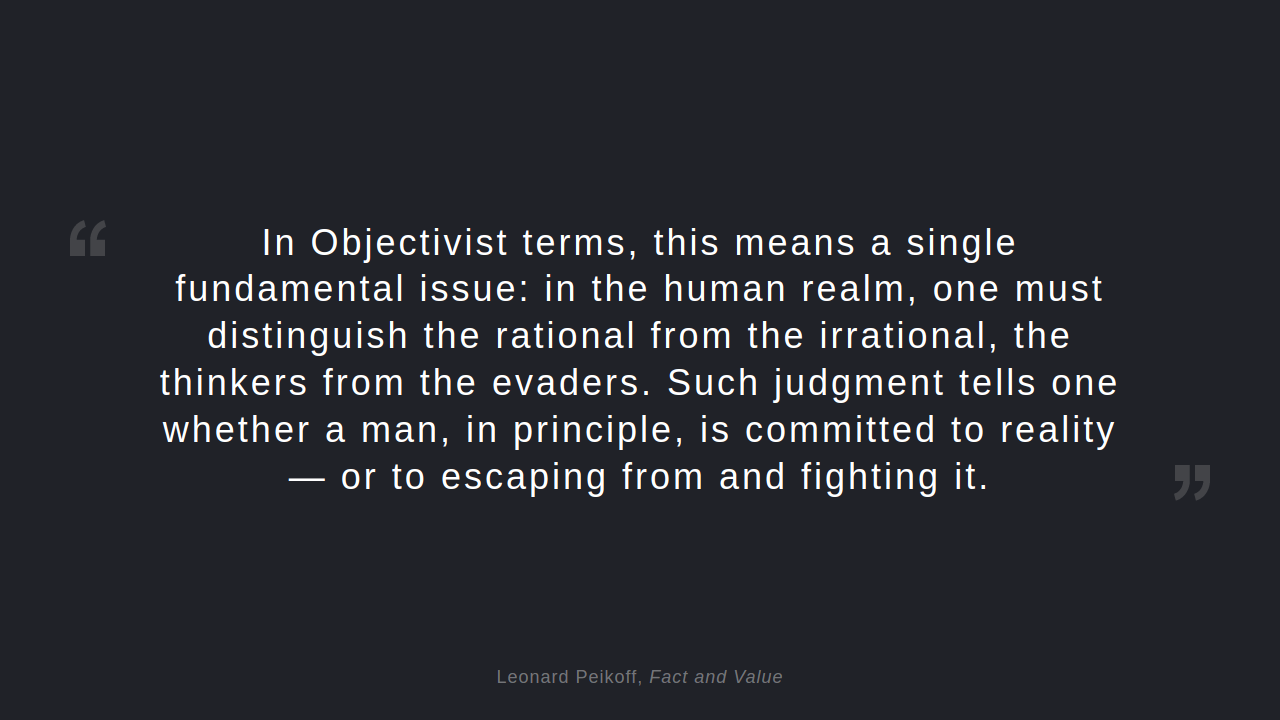 “
In Objectivist terms, this means a single
fundamental issue: in the human realm, one must
distinguish the rational from the irrational, the
thinkers from the evaders. Such judgment tells one
whether a man, in principle, is committed to reality
— or to escaping from and fighting it.
”
Leonard Peikoff, Fact and Value